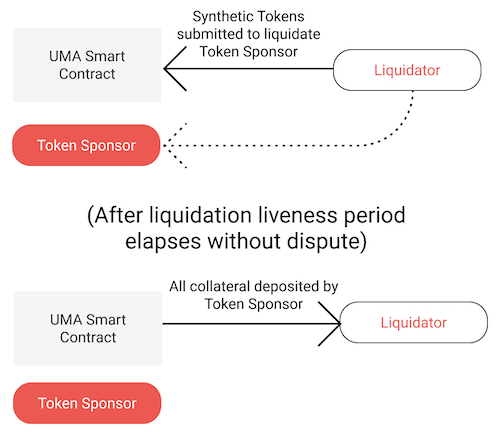 Synthetic Tokens
submitted to liquidate
Token Sponsor
UMA Smart
Contract
Liquidator
Token Sponsor
(After liquidation liveness period
elapses without dispute)
All collateral deposited by
Token Sponsor
UMA Smart
Contract
Liquidator
Token Sponsor